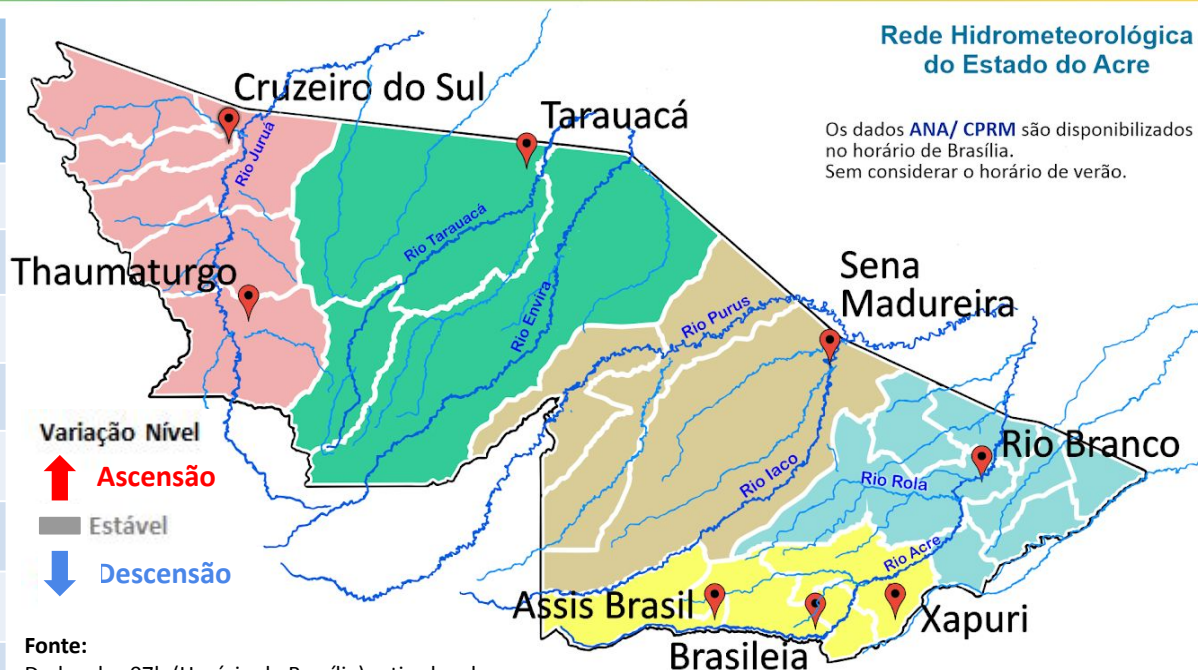 Rede Hidrometeorológica
do Estado do Acre
Os dados ANA/ CPRM são disponibilizados
no horário de Brasília.
Sem considerar o horário de verão.
Cruzeiro do Sul
Tarauacá
Rio Juruá
Rio Tarauacá
Thaumaturgo
Rio Envira
Sena
Madureira
Rio Purus
Variação Nível
Ascensão
Estável
Descensão
Rio Branco
Rio Iaco
Rio Rola
Rio Acre
Assis Brasil
Xapuri
Brasileia
Fonte: